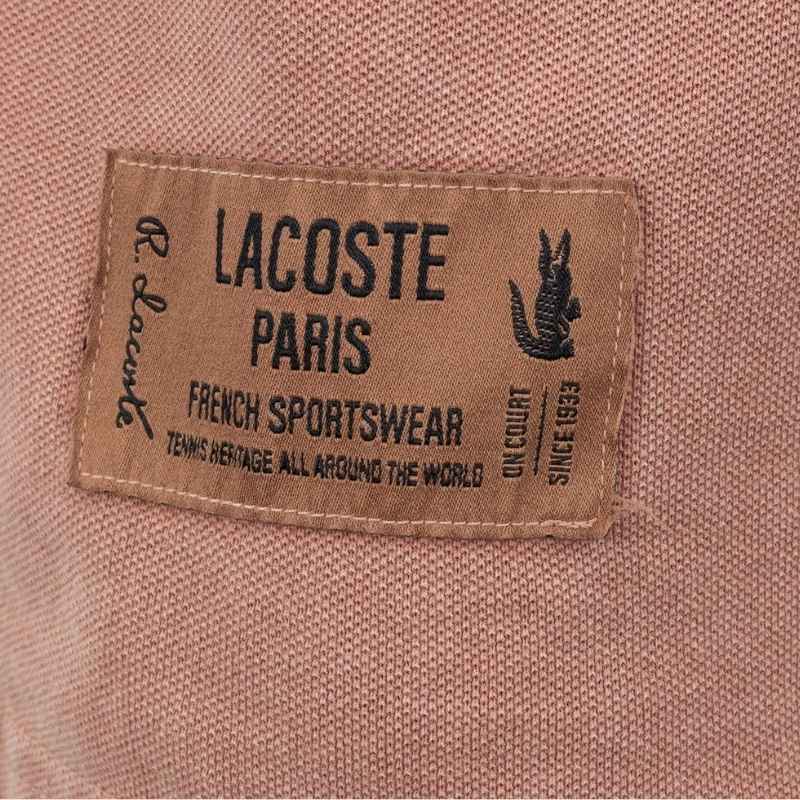 R. Lacoste
LACOSTE
PARIS
FRENCH SPORTSWEAR
TENNIS HERITAGE ALL AROUND THE WORLD
ON COURT
SINCE 1933